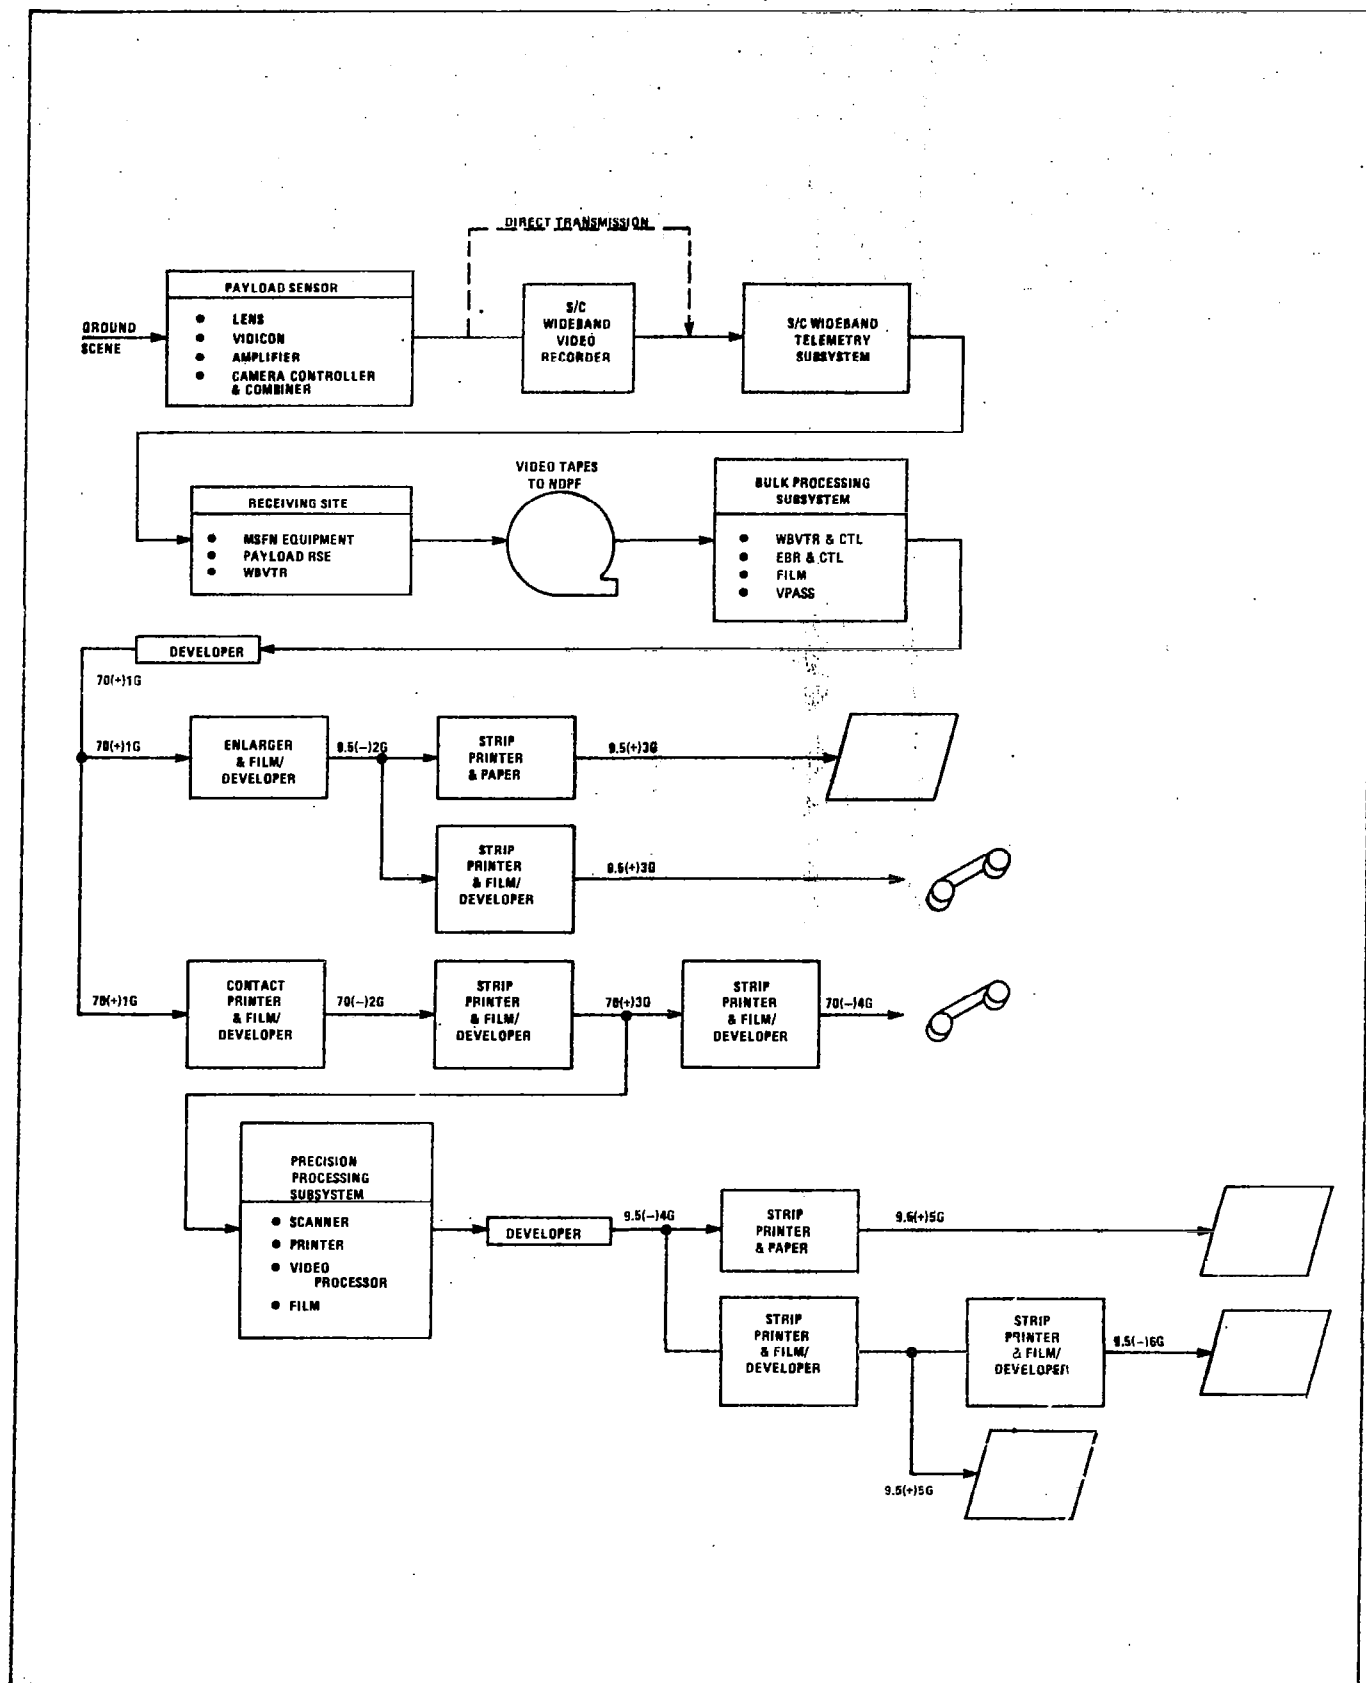 DIRECT TRANSMISSION
GROUND
SCENE
PAYLOAD SENSOR
● LENS
● VIDICON
● AMPLIFIER
● CAMERA CONTROLLER
& COMBINER
S/C
WIDEBAND
VIDEO
RECORDER
S/C WIDEBAND
TELEMETRY
SUBSYSTEM
RECEIVING SITE
● MSFN EQUIPMENT
● PAYLOAD RSE
● WBVTR
VIDEO TAPES
TO NDPF
BULK PROCESSING
SUBSYSTEM
● WBVTR & CTL
● EBR & CTL
● FILM
● VPASS
DEVELOPER
70(+)1G
70(+)1G
ENLARGER
& FILM/
DEVELOPER
9.5(-)2G
STRIP
PRINTER
& PAPER
9.5(+)3G
STRIP
PRINTER
& FILM/
DEVELOPER
9.5(+)3G
70(+)1G
CONTACT
PRINTER
& FILM/
DEVELOPER
70(-)2G
STRIP
PRINTER
& FILM/
DEVELOPER
70(+)3G
STRIP
PRINTER
& FILM/
DEVELOPER
70(-)4G
PRECISION
PROCESSING
SUBSYSTEM
● SCANNER
● PRINTER
● VIDEO
PROCESSOR
● FILM
DEVELOPER
9.5(-)4G
STRIP
PRINTER
& PAPER
9.5(+)5G
STRIP
PRINTER
& FILM/
DEVELOPER
STRIP
PRINTER
& FILM/
DEVELOPER
9.5(-)6G
9.5(+)5G